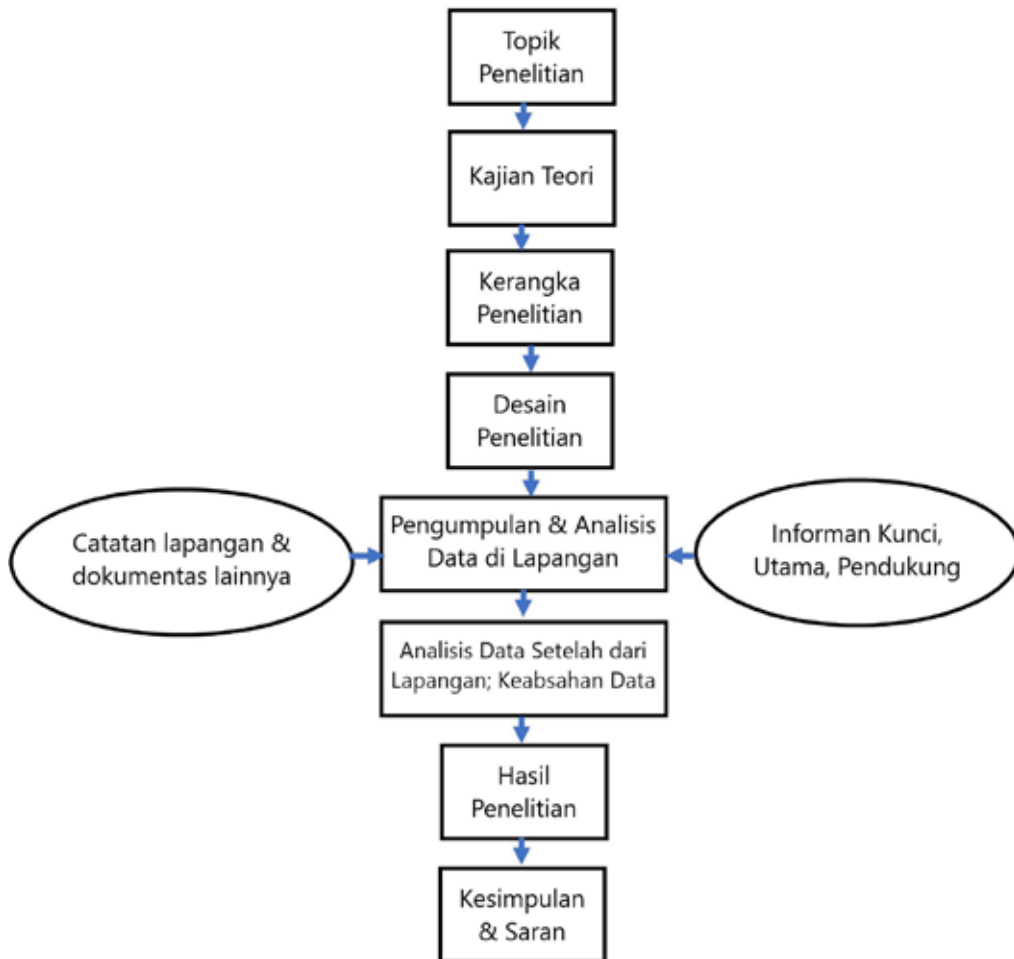 Topik
Penelitian
Kajian Teori
Kerangka
Penelitian
Desain
Penelitian
Catatan lapangan &
dokumentas lainnya
Pengumpulan & Analisis
Data di Lapangan
Informan Kunci,
Utama, Pendukung
Analisis Data Setelah dari
Lapangan; Keabsahan Data
Hasil
Penelitian
Kesimpulan
& Saran